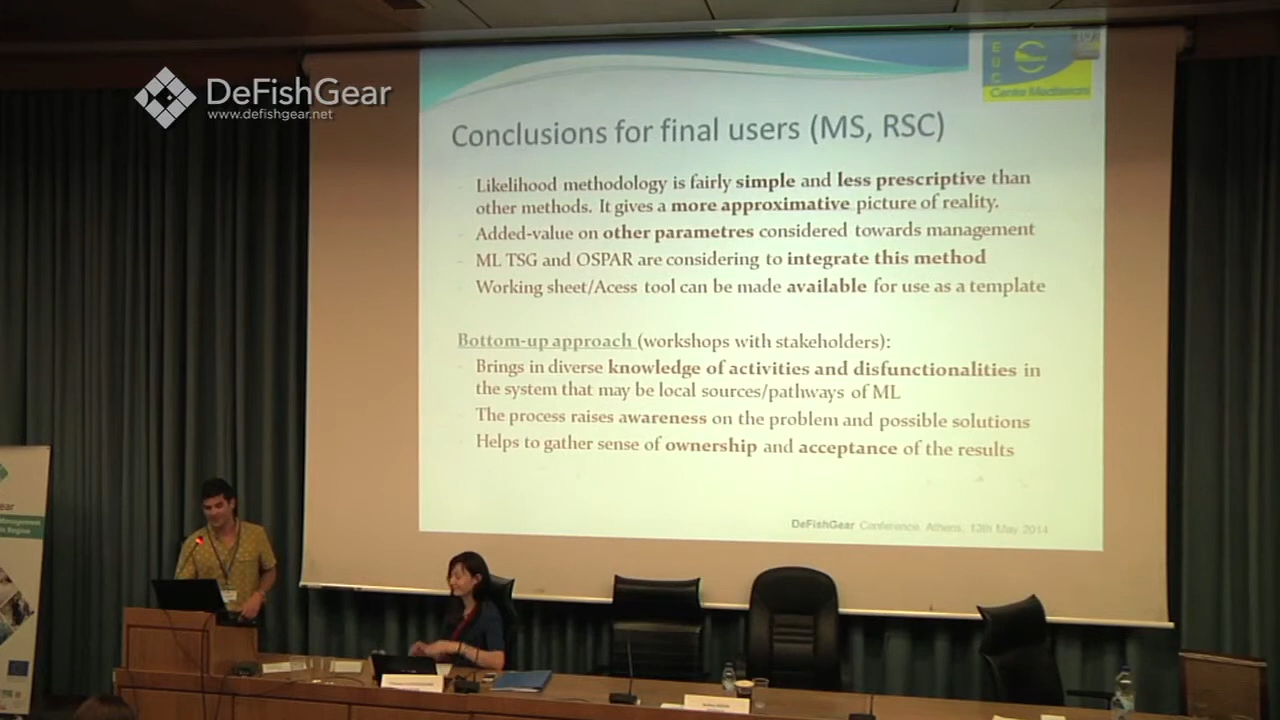 DeFishGear
www.defishgear.net
EUC
Centre Mediterrani
Conclusions for final users (MS, RSC)
Likelihood methodology is fairly simple and less prescriptive than
other methods. It gives a more approximative picture of reality.
Added-value on other parametres considered towards management
ML TSG and OSPAR are considering to integrate this method
Working sheet/Acess tool can be made available for use as a template
Bottom-up approach (workshops with stakeholders):
Brings in diverse knowledge of activities and disfunctionalities in
the system that may be local sources/pathways of ML
The process raises awareness on the problem and possible solutions
Helps to gather sense of ownership and acceptance of the results
DeFishGear Conference. Athens, 13th May 2014
ear
Management
Region